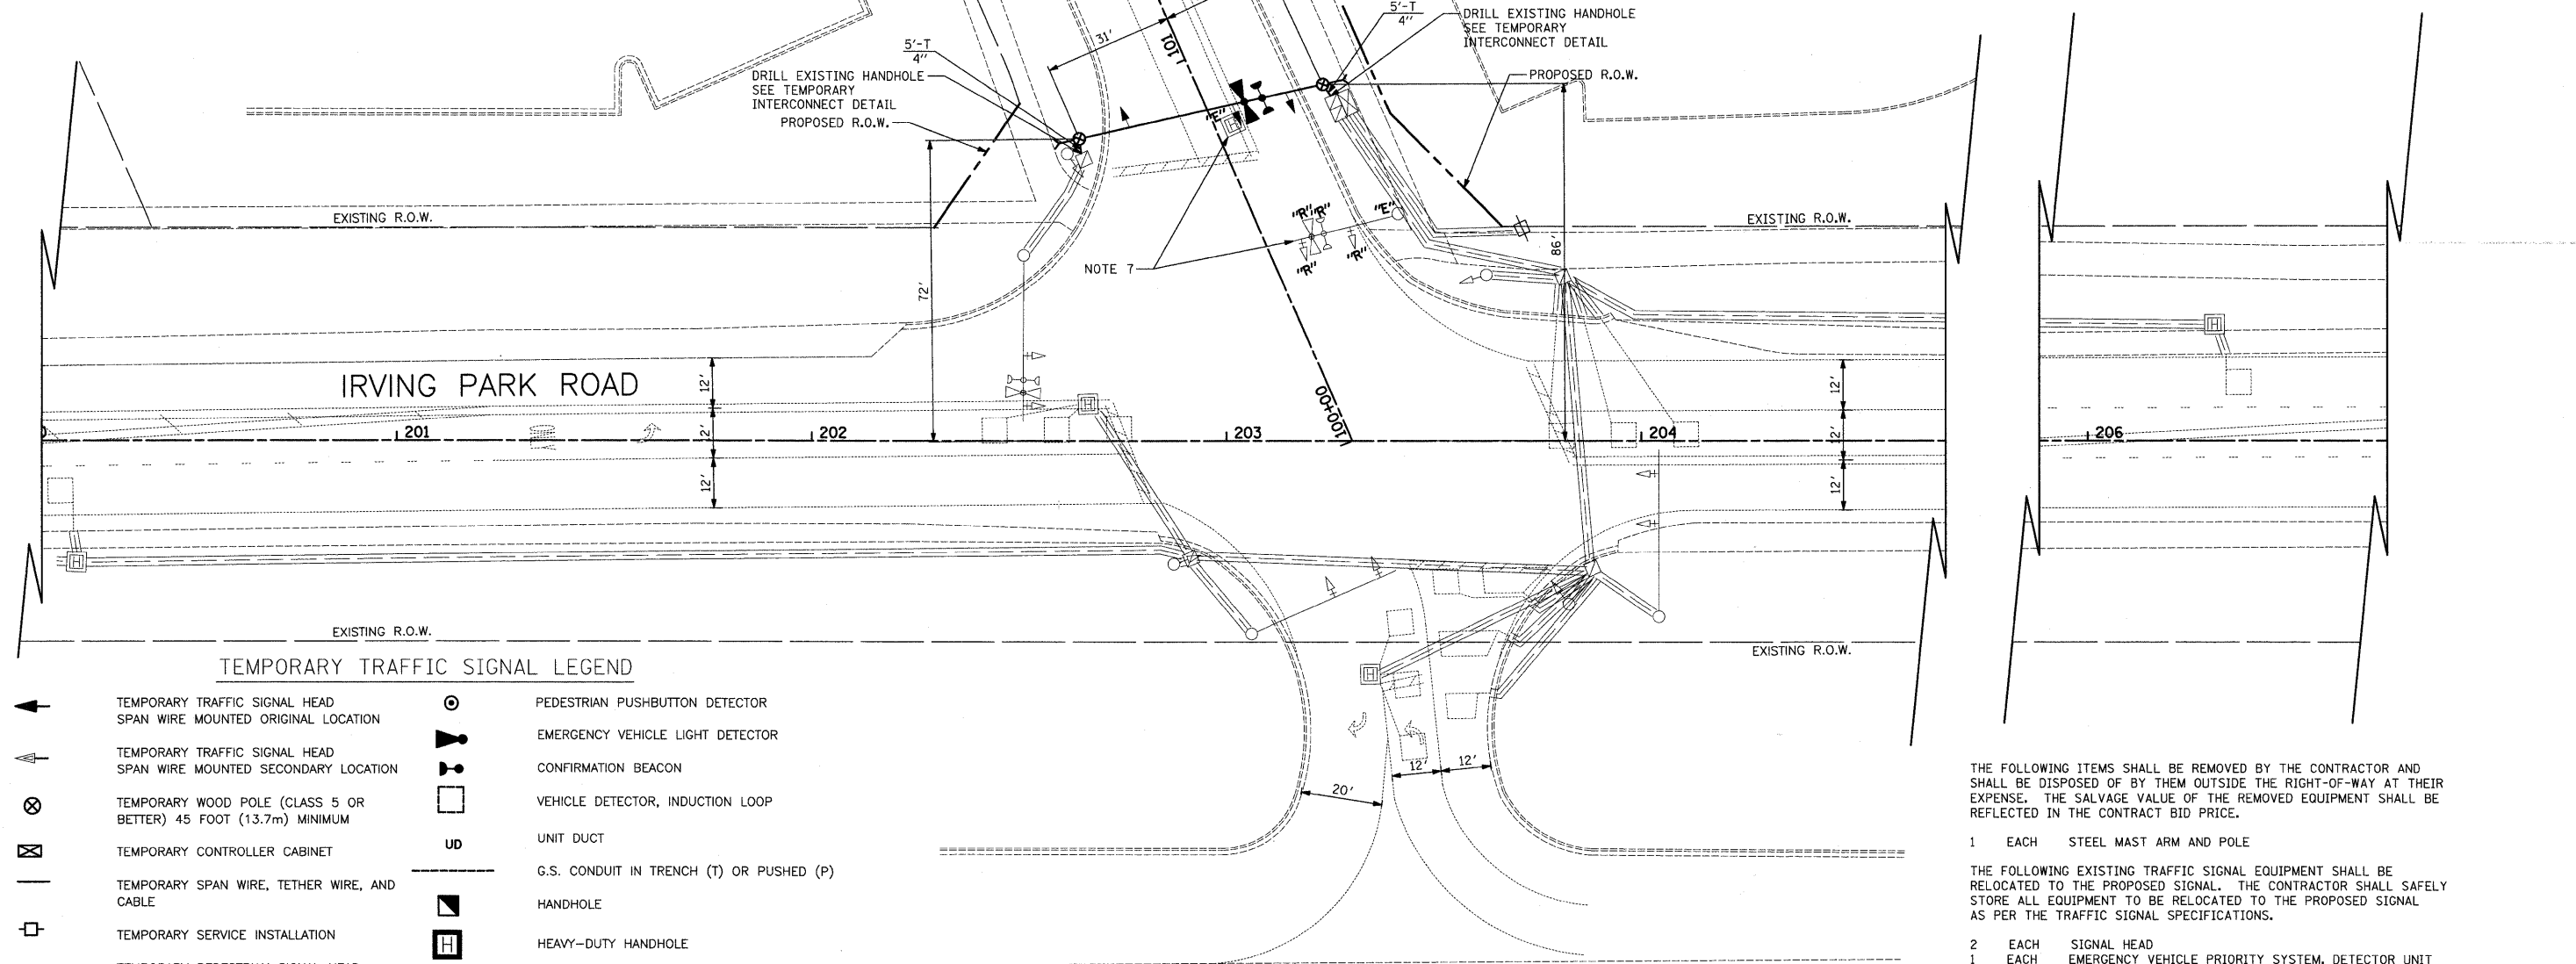 5'-T
4"
DRILL EXISTING HANDHOLE
SEE TEMPORARY
INTERCONNECT DETAIL
PROPOSED R.O.W.
31'
101
5'-T
4"
DRILL EXISTING HANDHOLE
SEE TEMPORARY
INTERCONNECT DETAIL
PROPOSED R.O.W.
"E"
EXISTING R.O.W.
"R"
"R"
"E"
"R"
"R"
EXISTING R.O.W.
NOTE 7
72'
86'
IRVING PARK ROAD
12'
12'
12'
201
202
203
100+00
204
206
12'
12'
12'
H
H
H
H
EXISTING R.O.W.
EXISTING R.O.W.
12'
12'
20'
TEMPORARY TRAFFIC SIGNAL LEGEND
TEMPORARY TRAFFIC SIGNAL HEAD
SPAN WIRE MOUNTED ORIGINAL LOCATION
TEMPORARY TRAFFIC SIGNAL HEAD
SPAN WIRE MOUNTED SECONDARY LOCATION
TEMPORARY WOOD POLE (CLASS 5 OR
BETTER) 45 FOOT (13.7m) MINIMUM
TEMPORARY CONTROLLER CABINET
TEMPORARY SPAN WIRE, TETHER WIRE, AND
CABLE
TEMPORARY SERVICE INSTALLATION
PEDESTRIAN PUSHBUTTON DETECTOR
EMERGENCY VEHICLE LIGHT DETECTOR
CONFIRMATION BEACON
VEHICLE DETECTOR, INDUCTION LOOP
UD
UNIT DUCT
G.S. CONDUIT IN TRENCH (T) OR PUSHED (P)
HANDHOLE
H
HEAVY-DUTY HANDHOLE
THE FOLLOWING ITEMS SHALL BE REMOVED BY THE CONTRACTOR AND
SHALL BE DISPOSED OF BY THEM OUTSIDE THE RIGHT-OF-WAY AT THEIR
EXPENSE. THE SALVAGE VALUE OF THE REMOVED EQUIPMENT SHALL BE
REFLECTED IN THE CONTRACT BID PRICE.
1 EACH STEEL MAST ARM AND POLE
THE FOLLOWING EXISTING TRAFFIC SIGNAL EQUIPMENT SHALL BE
RELOCATED TO THE PROPOSED SIGNAL. THE CONTRACTOR SHALL SAFELY
STORE ALL EQUIPMENT TO BE RELOCATED TO THE PROPOSED SIGNAL
AS PER THE TRAFFIC SIGNAL SPECIFICATIONS.
2 EACH SIGNAL HEAD
1 EACH EMERGENCY VEHICLE PRIORITY SYSTEM, DETECTOR UNIT